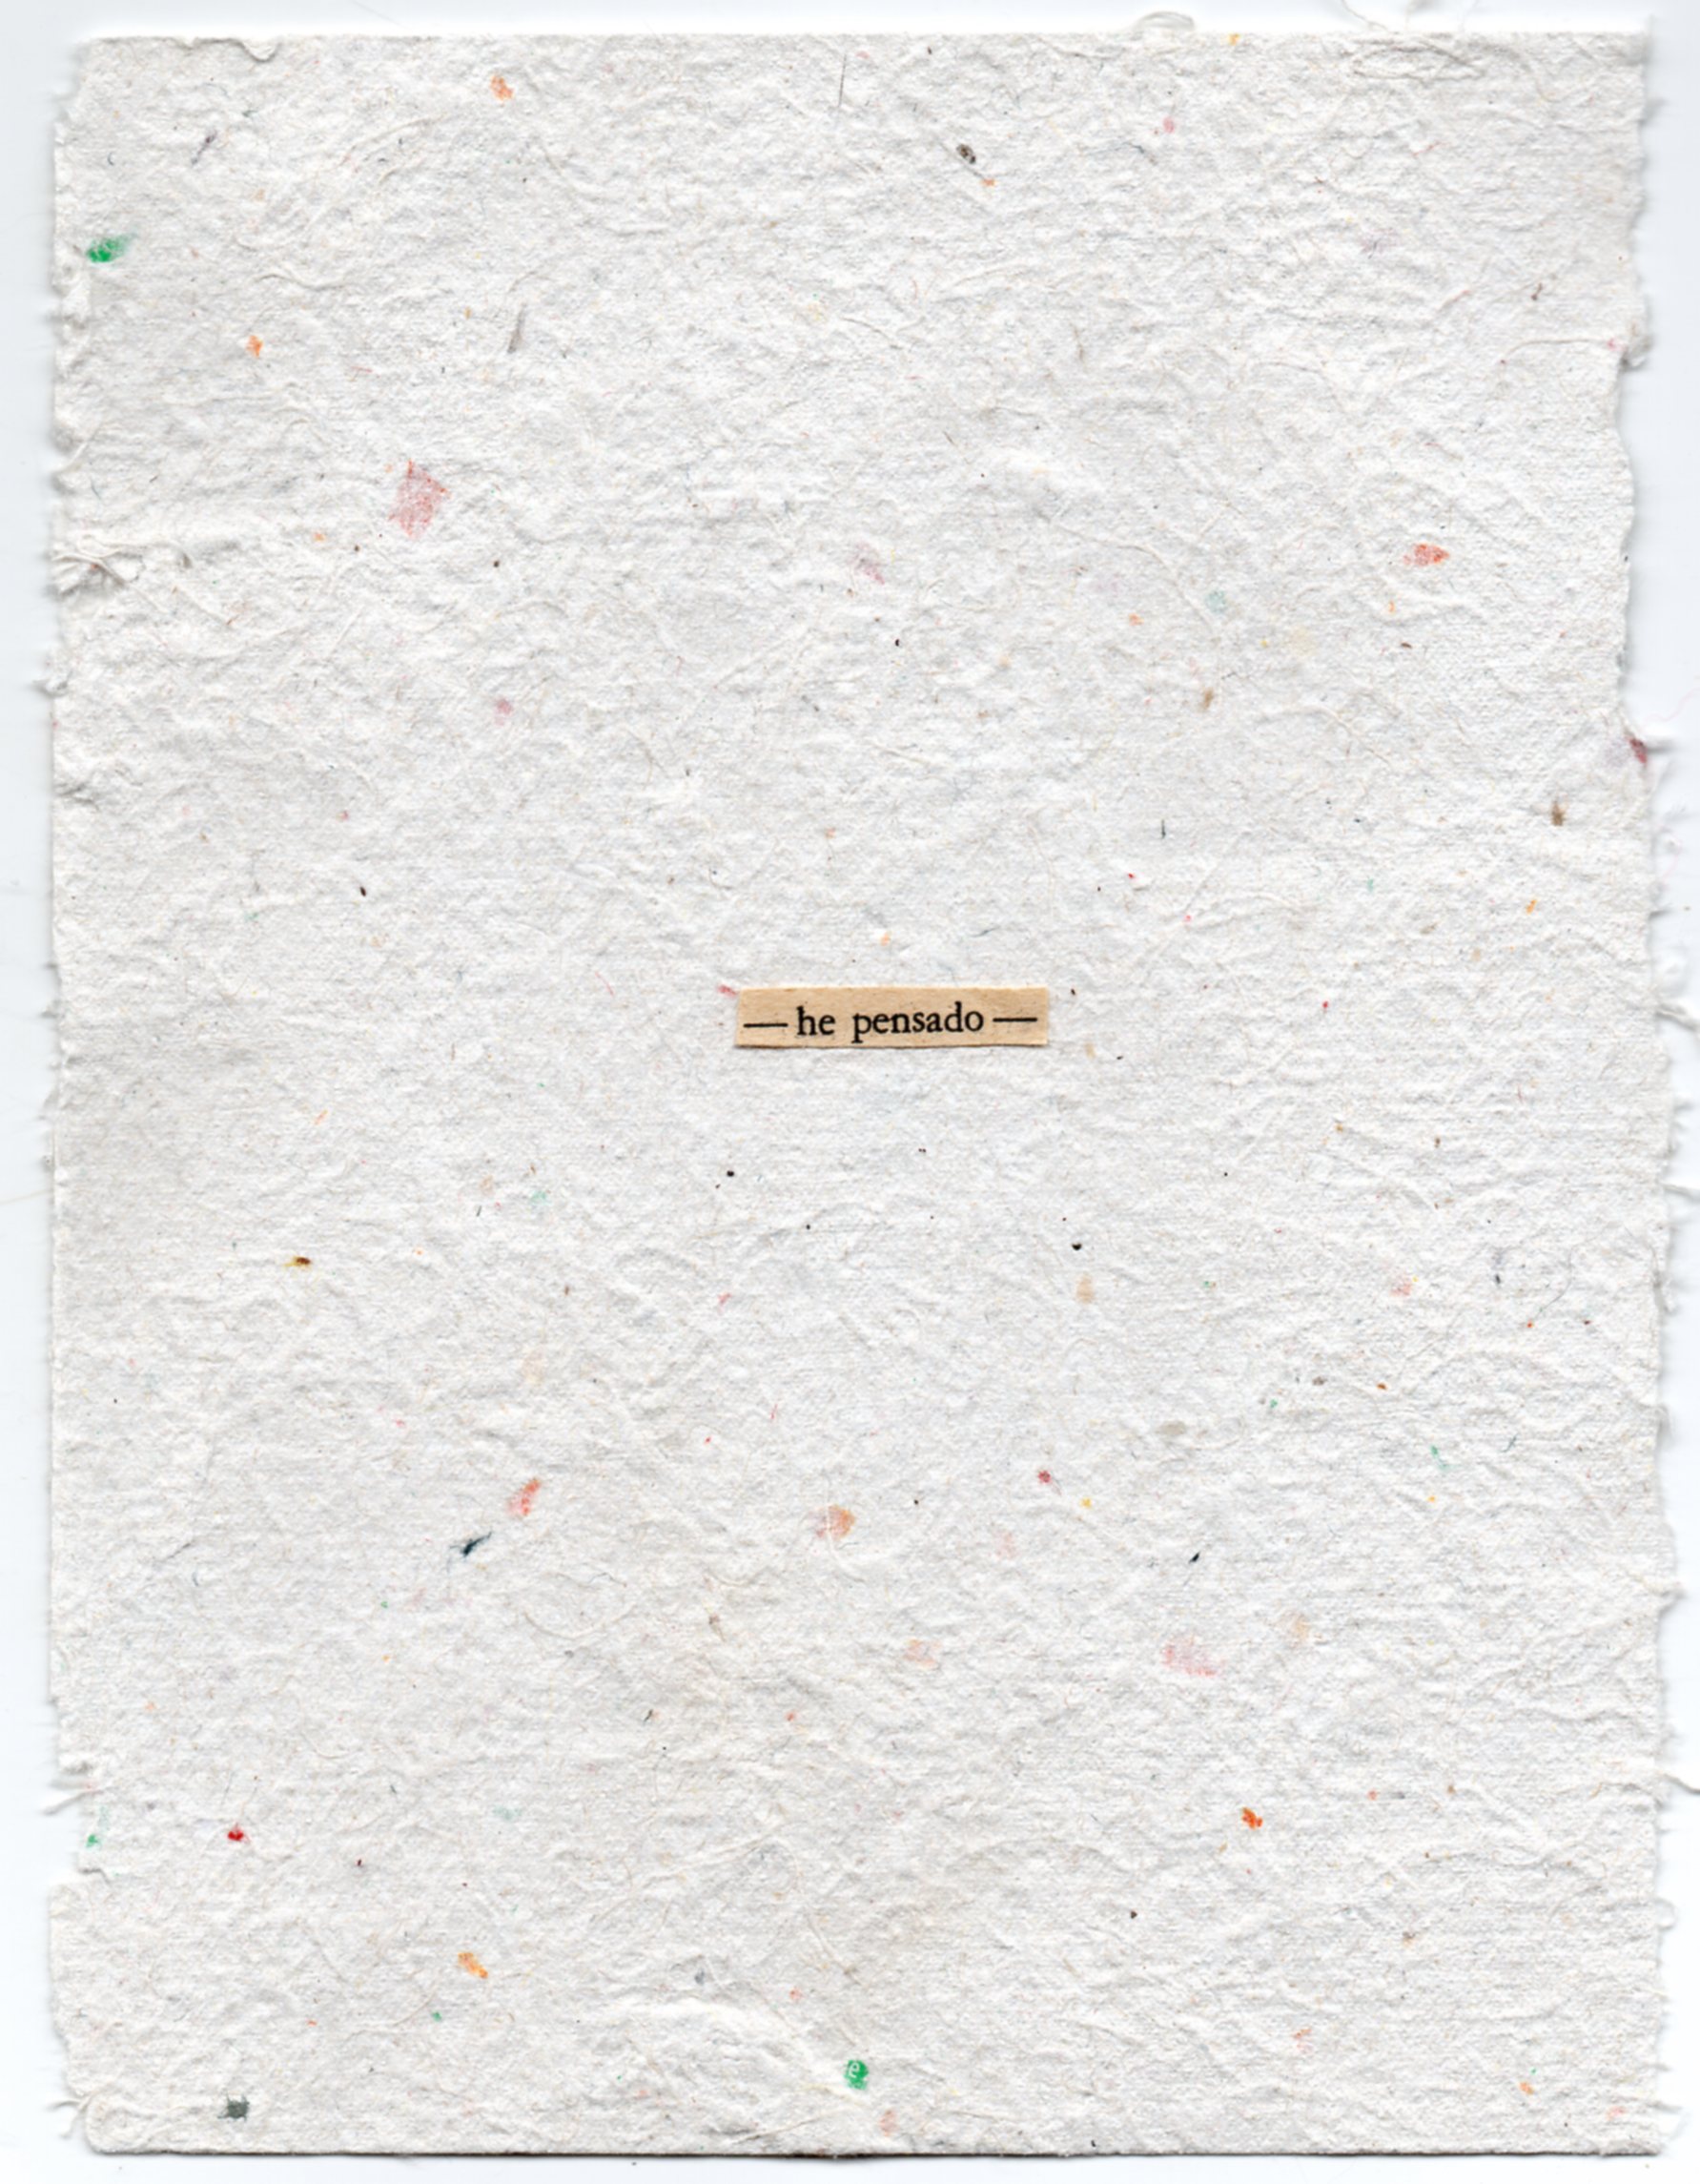 — he pensado —
e